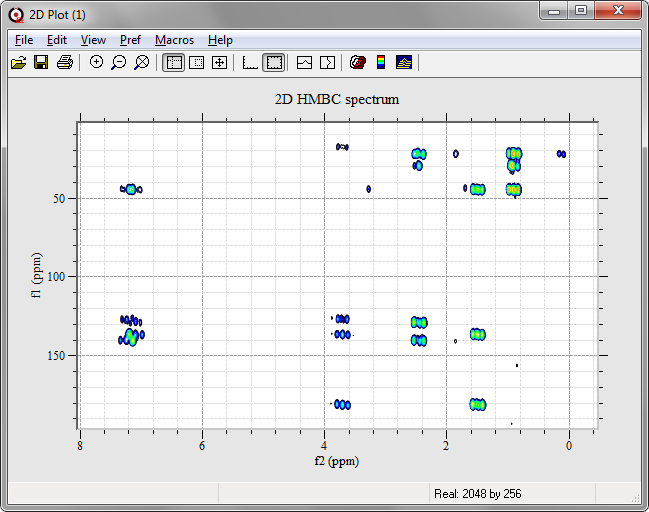 2D Plot (1)
File Edit View Pref Macros Help
2D HMBC spectrum
50
100
150
f1 (ppm)
8 6 4 2 0
f2 (ppm)
Real: 2048 by 256